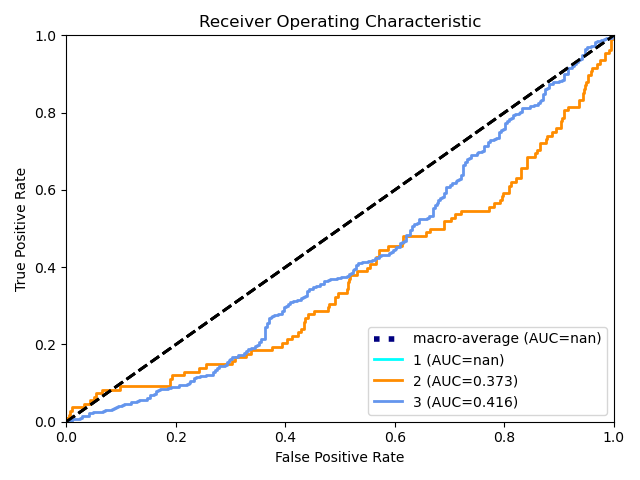 Receiver Operating Characteristic
True Positive Rate
1.0
0.8
0.6
0.4
0.2
0.0
macro-average (AUC=nan)
1 (AUC=nan)
2 (AUC=0.373)
3 (AUC=0.416)
0.0 0.2 0.4 0.6 0.8 1.0
False Positive Rate